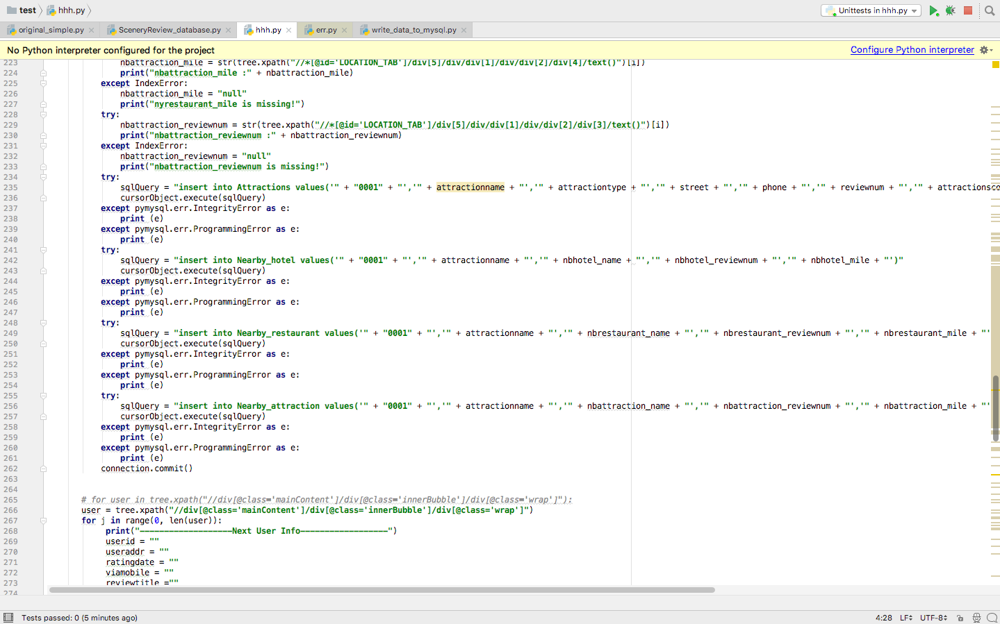 test hhh.py Unittests in hhh.py
original_simple.py SceneryReview_database.py hhh.py err.py write_data_to_mysql.py
No Python interpreter configured for the project Configure Python interpreter
223 nbattraction_mile = str(tree.xpath("//*[@id='LOCATION_TAB']/div[5]/div/div[1]/div/div[2]/div[4]/text()")[i])
224 print("nbattraction_mile :" + nbattraction_mile)
225 except IndexError:
226 nbattraction_mile = "null"
227 print("nyrestaurant_mile is missing!")
228 try:
229 nbattraction_reviewnum = str(tree.xpath("//*[@id='LOCATION_TAB']/div[5]/div/div[1]/div/div[2]/div[3]/text()")[i])
230 print("nbattraction_reviewnum :" + nbattraction_reviewnum)
231 except IndexError:
232 nbattraction_reviewnum = "null"
233 print("nbattraction_reviewnum is missing!")
234 try:
235 sqlQuery = "insert into Attractions values('" + "0001" + "','" + attractionname + "','" + attractiontype + "','" + street + "','" + phone + "','" + reviewnum + "','" + attractionsco
236 cursorObject.execute(sqlQuery)
237 except pymysql.err.IntegrityError as e:
238 print (e)
239 except pymysql.err.ProgrammingError as e:
240 print (e)
241 try:
242 sqlQuery = "insert into Nearby_hotel values('" + "0001" + "','" + attractionname + "','" + nbhotel_name + "','" + nbhotel_reviewnum + "','" + nbhotel_mile + "')"
243 cursorObject.execute(sqlQuery)
244 except pymysql.err.IntegrityError as e:
245 print (e)
246 except pymysql.err.ProgrammingError as e:
247 print (e)
248 try:
249 sqlQuery = "insert into Nearby_restaurant values('" + "0001" + "','" + attractionname + "','" + nbrestaurant_name + "','" + nbrestaurant_reviewnum + "','" + nbrestaurant_mile + "'
250 cursorObject.execute(sqlQuery)
251 except pymysql.err.IntegrityError as e:
252 print (e)
253 except pymysql.err.ProgrammingError as e:
254 print (e)
255 try:
256 sqlQuery = "insert into Nearby_attraction values('" + "0001" + "','" + attractionname + "','" + nbattraction_name + "','" + nbattraction_reviewnum + "','" + nbattraction_mile + "'
257 cursorObject.execute(sqlQuery)
258 except pymysql.err.IntegrityError as e:
259 print (e)
260 except pymysql.err.ProgrammingError as e:
261 print (e)
262 connection.commit()
263
264
265 # for user in tree.xpath("//div[@class='mainContent']/div[@class='innerBubble']/div[@class='wrap']"):
266 user = tree.xpath("//div[@class='mainContent']/div[@class='innerBubble']/div[@class='wrap']")
267 for j in range(0, len(user)):
268 print("-------------------Next User Info------------------")
269 userid = ""
270 useraddr = ""
271 ratingdate = ""
272 viamobile = ""
273 reviewtitle =""
274
Tests passed: 0 (5 minutes ago) 4:28 LF UTF-8